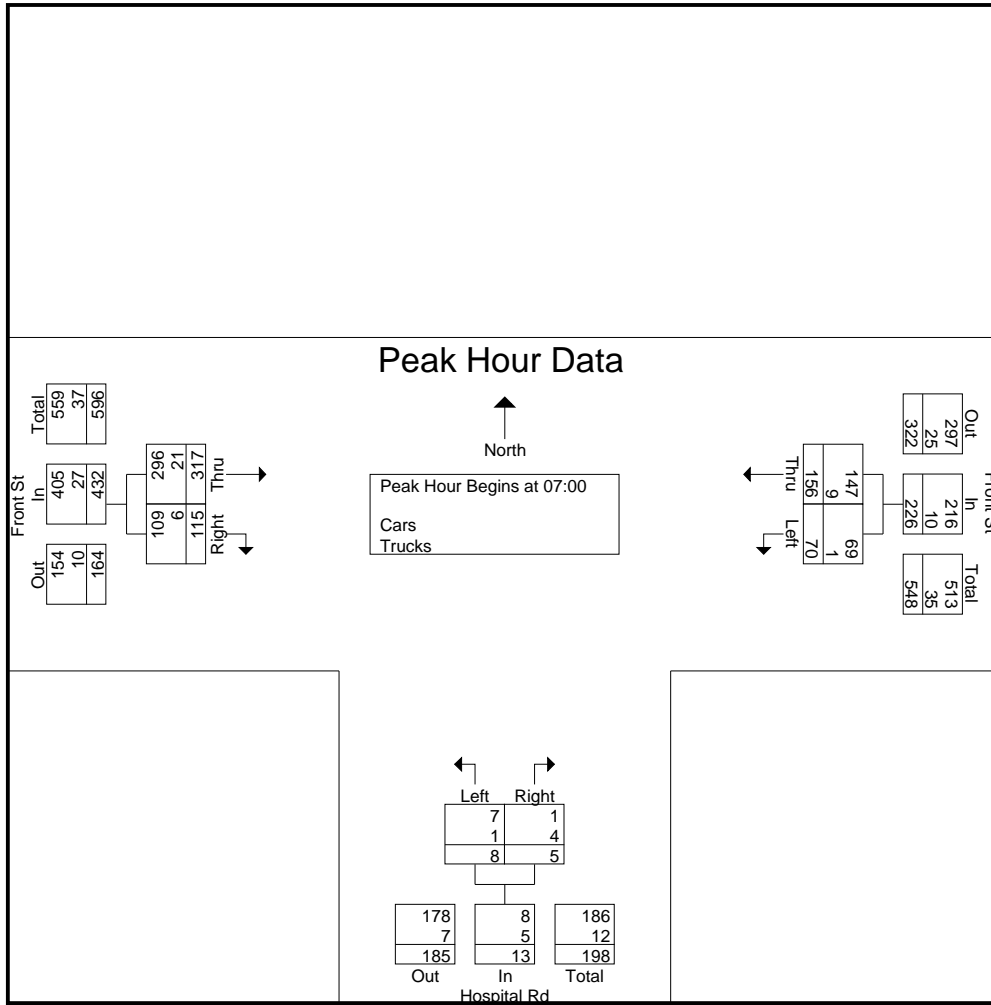 Peak Hour Data
North
Peak Hour Begins at 07:00
Cars
Trucks
Front St
Total
559
37
596
In
405
27
432
Out
154
10
164
Thru
296
21
317
Right
109
6
115
Out
297
25
322
In
216
10
226
Total
513
35
548
Front St
Thru
147
9
156
Left
69
1
70
Left Right
7 1
1 4
8 5
178 8 186
7 5 12
185 13 198
Out In Total
Hospital Rd